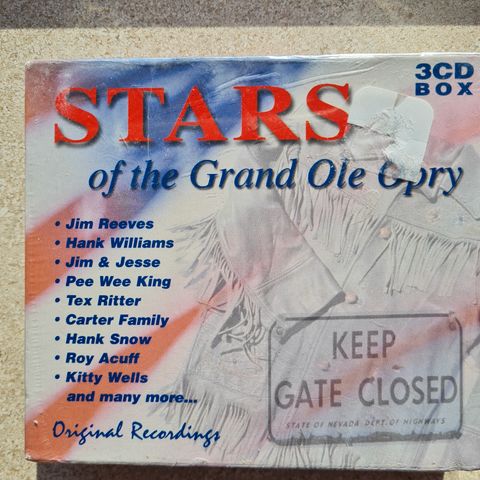 3CD
BOX
STARS
of the Grand Ole Opry
• Jim Reeves
• Hank Williams
• Jim & Jesse
• Pee Wee King
• Tex Ritter
• Carter Family
• Hank Snow
• Roy Acuff
• Kitty Wells
and many more...
Original Recordings
KEEP
GATE CLOSED
STATE OF NEVADA DEPT. OF HIGHWAYS